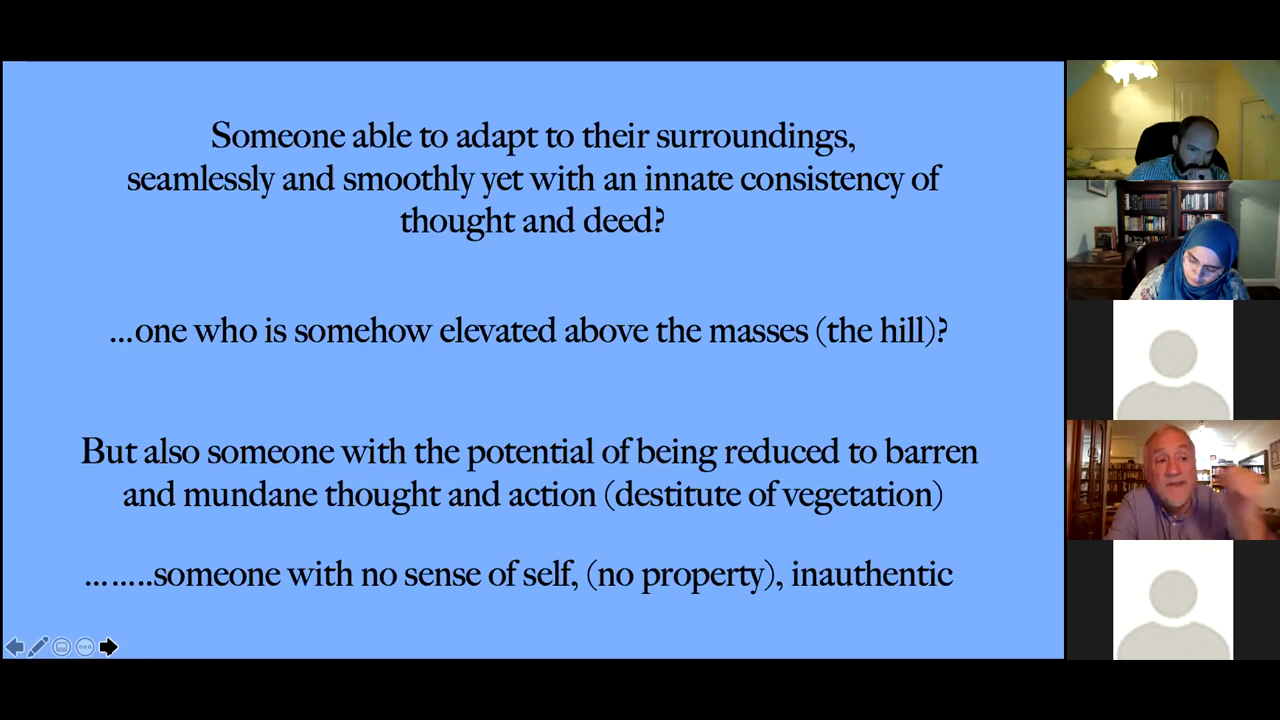 Someone able to adapt to their surroundings,
seamlessly and smoothly yet with an innate consistency of
thought and deed?
...one who is somehow elevated above the masses (the hill)?
But also someone with the potential of being reduced to barren
and mundane thought and action (destitute of vegetation)
........someone with no sense of self, (no property), inauthentic